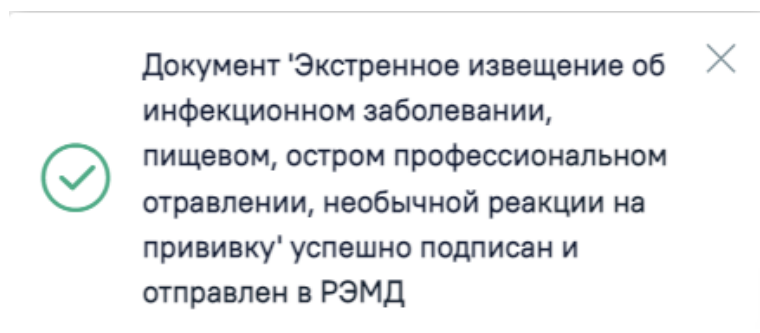 Документ 'Экстренное извещение об
инфекционном заболевании,
пищевом, остром профессиональном
отравлении, необычной реакции на
прививку' успешно подписан и
отправлен в РЭМД